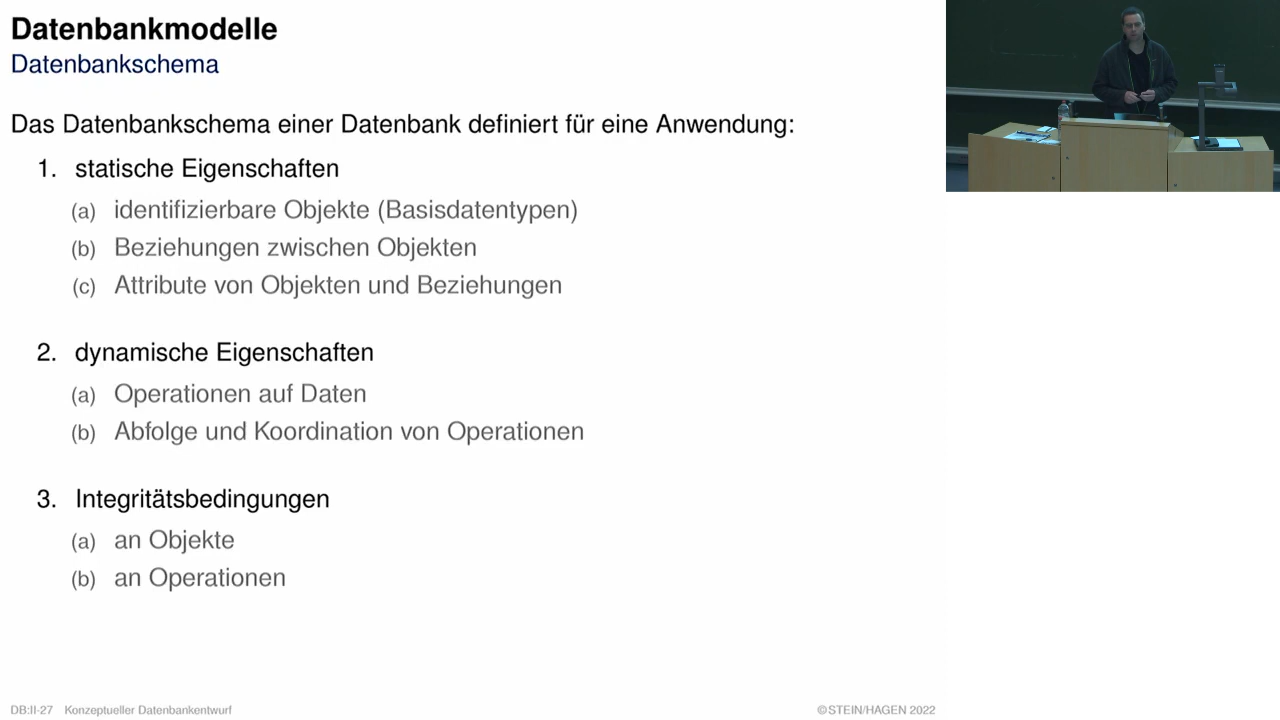 Datenbankmodelle
Datenbankschema
Das Datenbankschema einer Datenbank definiert für eine Anwendung:
1. statische Eigenschaften
(a) identifizierbare Objekte (Basisdatentypen)
(b) Beziehungen zwischen Objekten
(c) Attribute von Objekten und Beziehungen
2. dynamische Eigenschaften
(a) Operationen auf Daten
(b) Abfolge und Koordination von Operationen
3. Integritätsbedingungen
(a) an Objekte
(b) an Operationen
DB:II-27 Konzeptueller Datenbankentwurf
©STEIN/HAGEN 2022